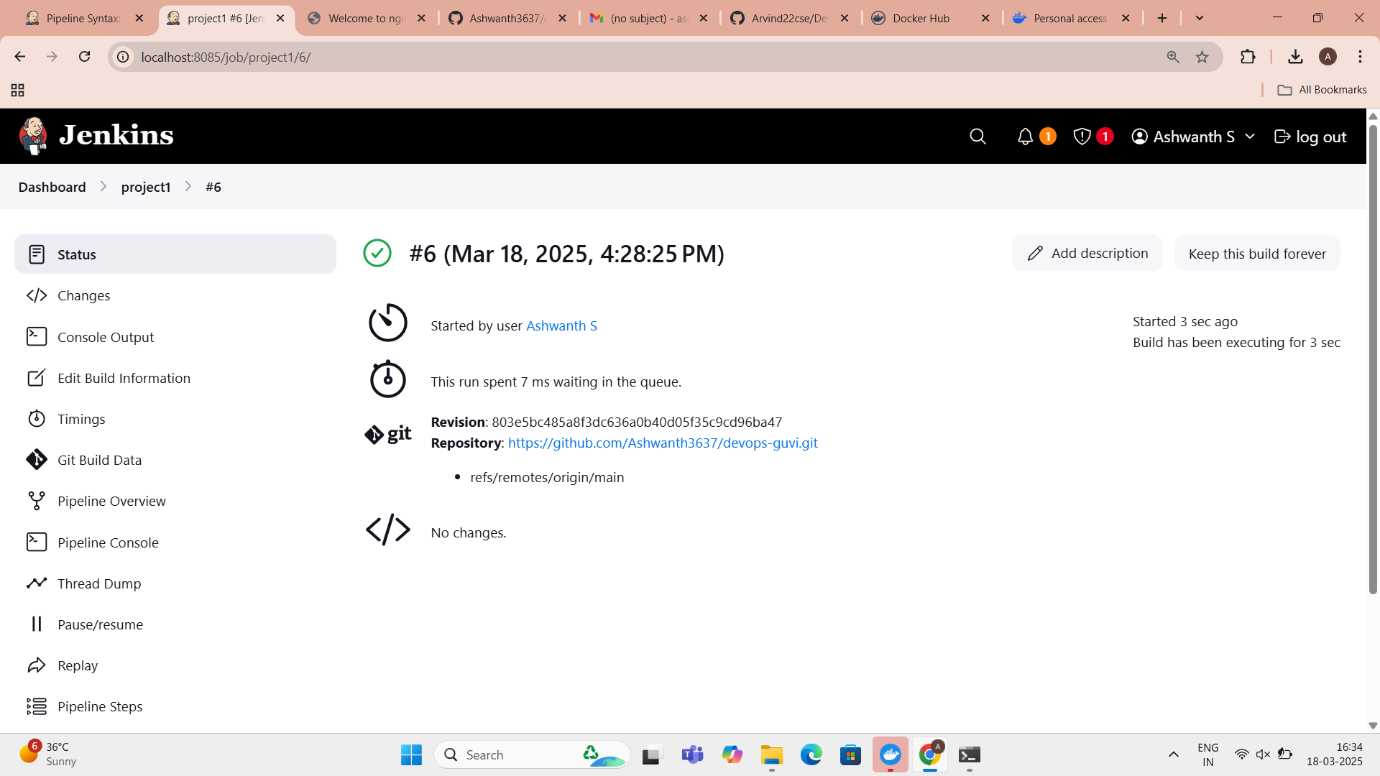 Pipeline Syntax:
project1 #6 [Jen
Welcome to ngi
Ashwanth3637/
(no subject) - as
Arvind22cse/De
Docker Hub
Personal access
localhost:8085/job/project1/6/
A
All Bookmarks
Jenkins
1
1
Ashwanth S
log out
Dashboard
project1
#6
Status
Changes
Console Output
Edit Build Information
Timings
Git Build Data
Pipeline Overview
Pipeline Console
Thread Dump
Pause/resume
Replay
Pipeline Steps
#6 (Mar 18, 2025, 4:28:25 PM)
Add description
Keep this build forever
Started by user Ashwanth S
Started 3 sec ago
Build has been executing for 3 sec
This run spent 7 ms waiting in the queue.
git
Revision: 803e5bc485a8f3dc636a0b40d05f35c9cd96ba47
Repository: https://github.com/Ashwanth3637/devops-guvi.git
• refs/remotes/origin/main
No changes.
6
36°C
Sunny
Search
A
ENG
IN
16:34
18-03-2025